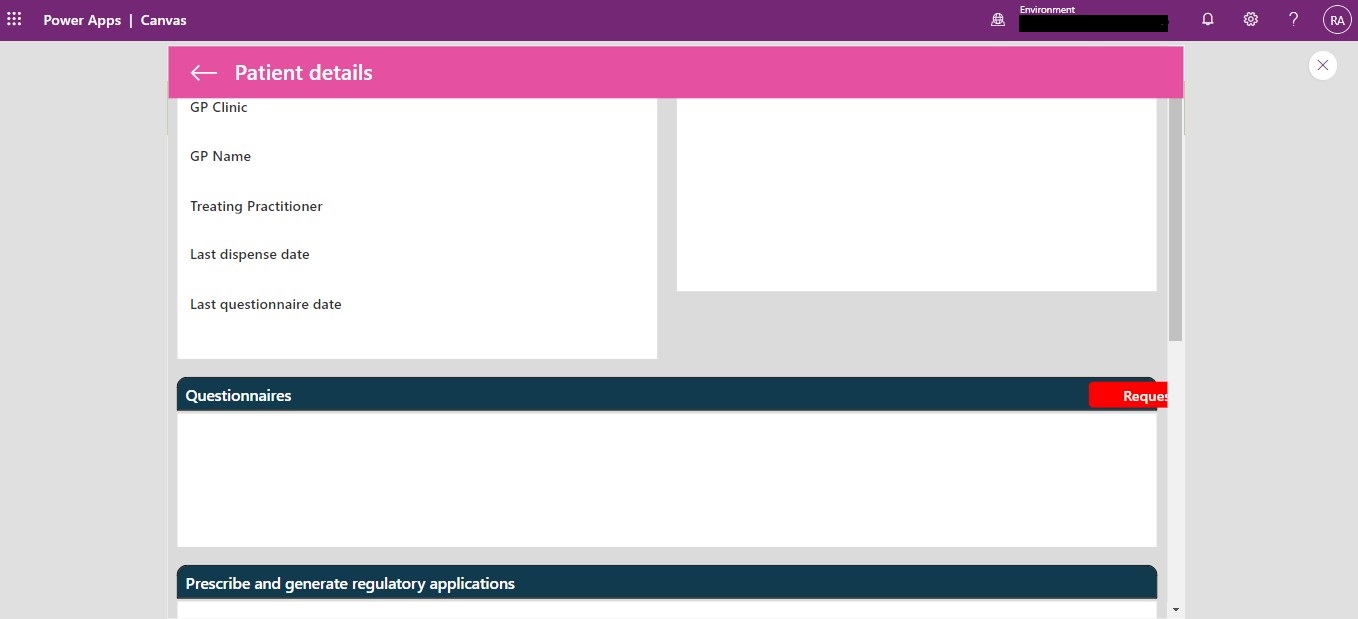 Power Apps | Canvas
Environment
?
RA
Patient details
GP Clinic
GP Name
Treating Practitioner
Last dispense date
Last questionnaire date
Questionnaires
Reques
Prescribe and generate regulatory applications